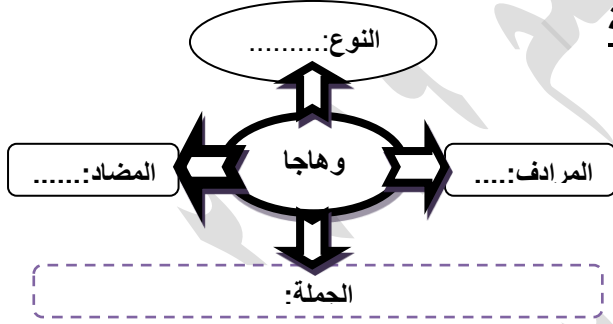 النوع:..........
المرادف:....
وهاجا
المضاد:......
الجملة: